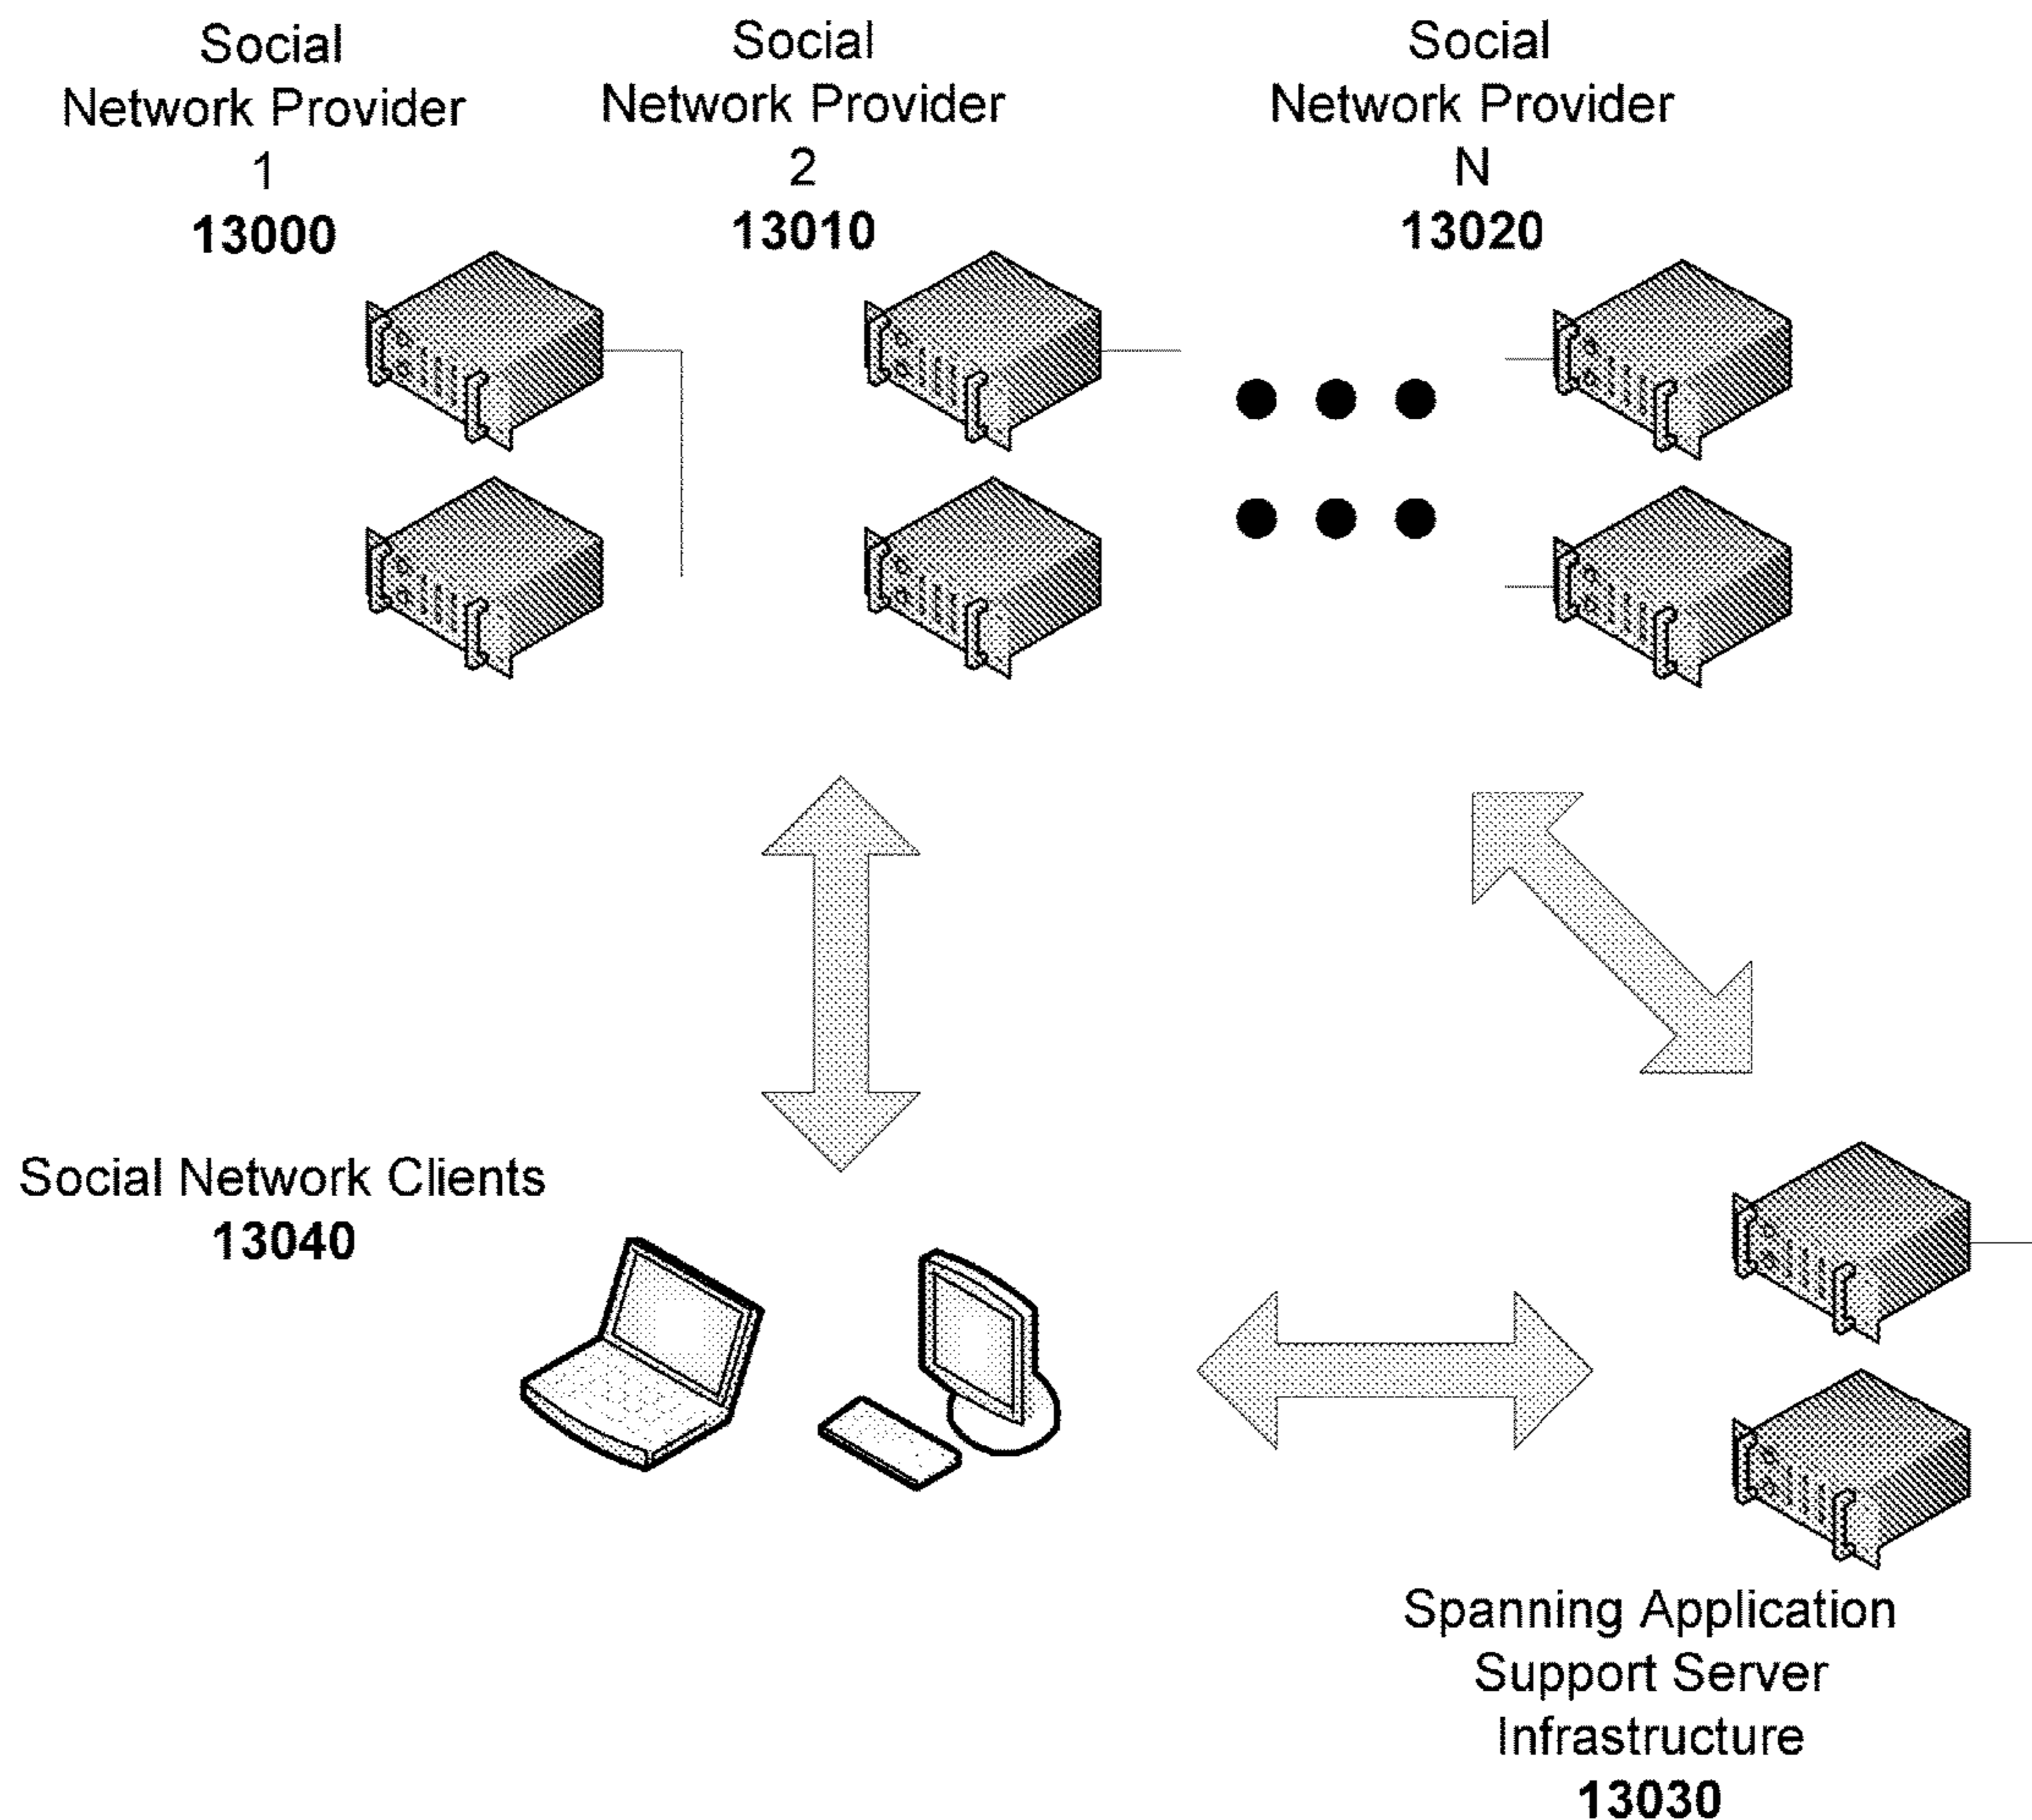 Social
Network Provider
1
13000
Social
Network Provider
2
13010
Social
Network Provider
N
13020
Social Network Clients
13040
Spanning Application
Support Server
Infrastructure
13030